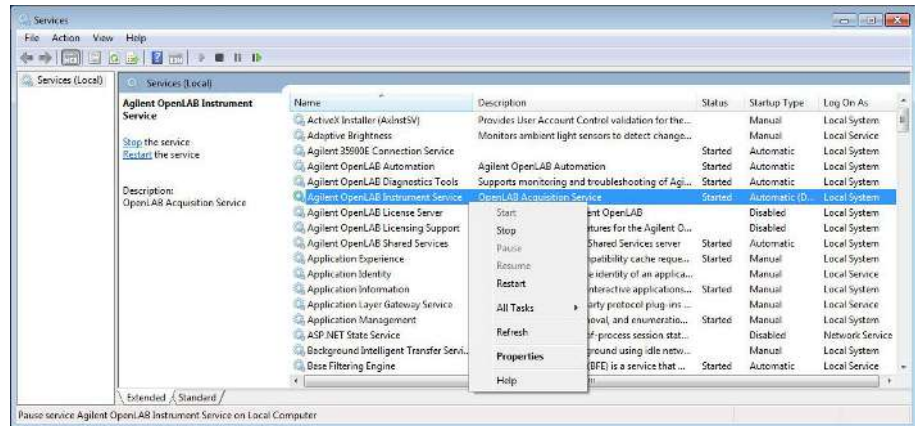 Services
File Action View Help
Services (Local)
Services (Local)
Agilent OpenLAB Instrument Service
Stop the service
Restart the service
Description:
OpenLAB Acquisition Service
Name Description Status Startup Type Log On As
ActiveX Installer (AxInstSV) Provides User Account Control validation for the... Manual Local System
Adaptive Brightness Monitors ambient light sensors to detect change... Manual Local Service
Agilent 35900E Connection Service Started Automatic Local System
Agilent OpenLAB Automation Agilent OpenLAB Automation Started Automatic Local System
Agilent OpenLAB Diagnostics Tools Supports monitoring and troubleshooting of Agi... Started Automatic Local System
Agilent OpenLAB Instrument Service OpenLAB Acquisition Service Started Automatic (D... Local System
Agilent OpenLAB License Server ent OpenLAB Disabled Local System
Agilent OpenLAB Licensing Support tures for the Agilent O... Disabled Local System
Agilent OpenLAB Shared Services Shared Services server Started Automatic Local System
Application Experience patibility cache reque... Started Manual Local System
Application Identity e identity of an applica... Manual Local Service
Application Information nteractive applications... Started Manual Local System
Application Layer Gateway Service arty protocol plug-ins ... Manual Local Service
Application Management oval, and enumeratio... Started Manual Local System
ASP.NET State Service of-process session stat... Disabled Network Service
Background Intelligent Transfer Servi... ground using idle netw... Manual Local System
Base Filtering Engine (BFE) is a service that ... Started Automatic Local Service
Start
Stop
Pause
Resume
Restart
All Tasks
Refresh
Properties
Help
Extended Standard
Pause service Agilent OpenLAB Instrument Service on Local Computer